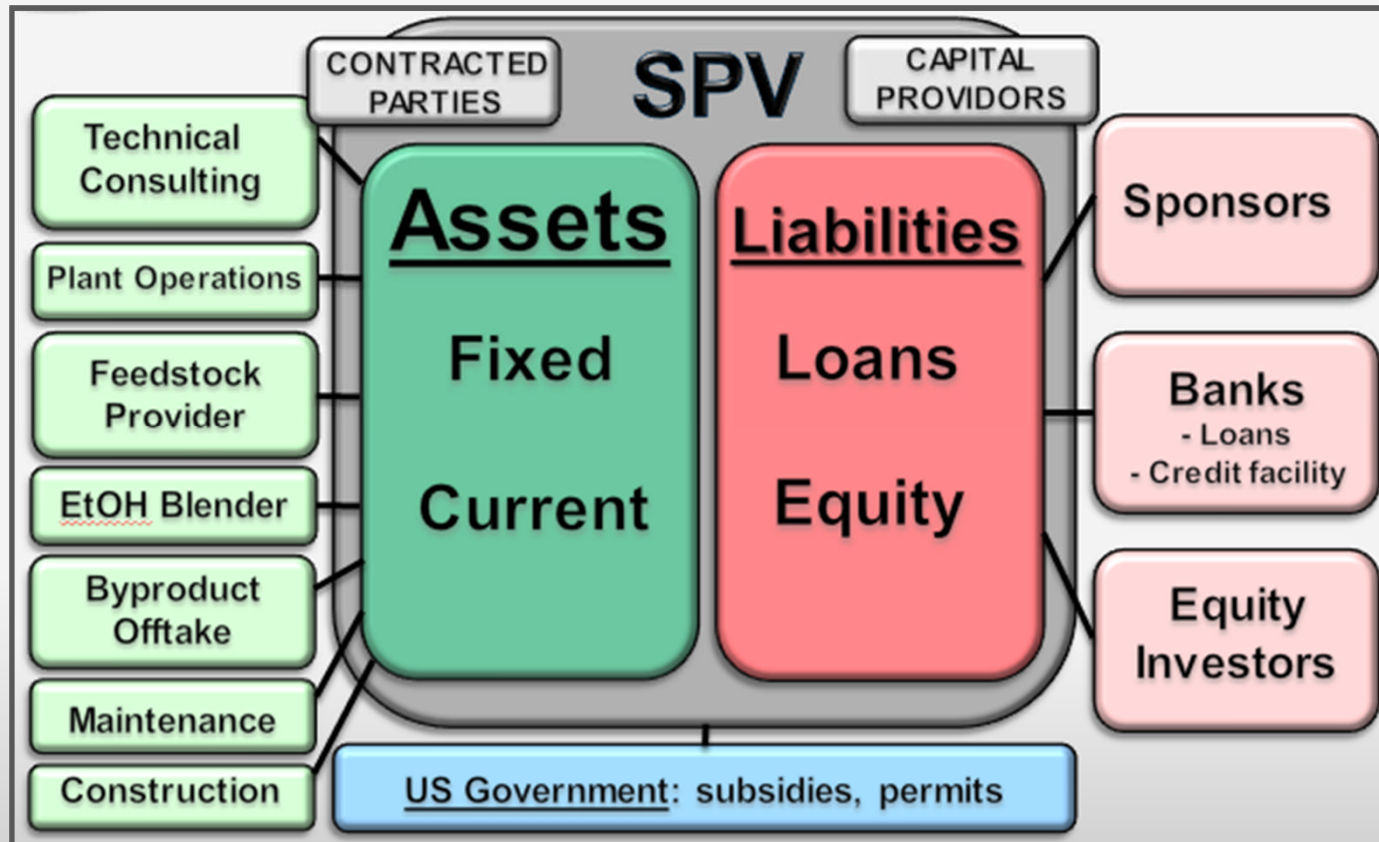 CONTRACTED
PARTIES
SPV
CAPITAL
PROVIDORS
Technical
Consulting
Plant Operations
Feedstock
Provider
EtOH Blender
Byproduct
Offtake
Maintenance
Construction
Assets
Fixed
Current
Liabilities
Loans
Equity
Sponsors
Banks
- Loans
- Credit facility
Equity
Investors
US Government: subsidies, permits